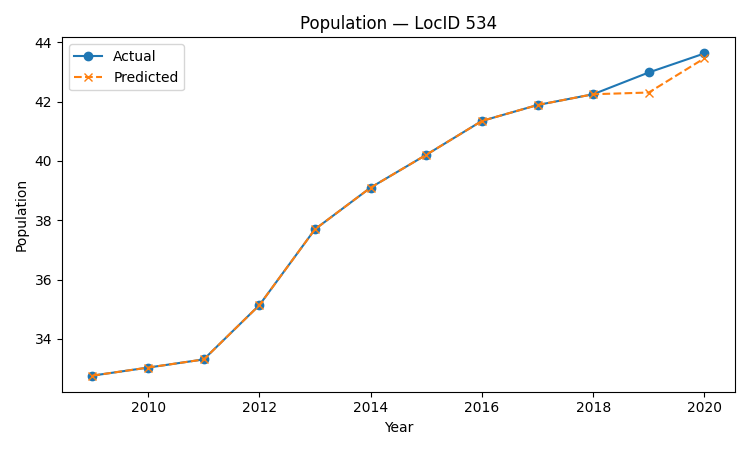 Population — LocID 534
Actual
Predicted
Population
44
42
40
38
36
34
2010 2012 2014 2016 2018 2020
Year